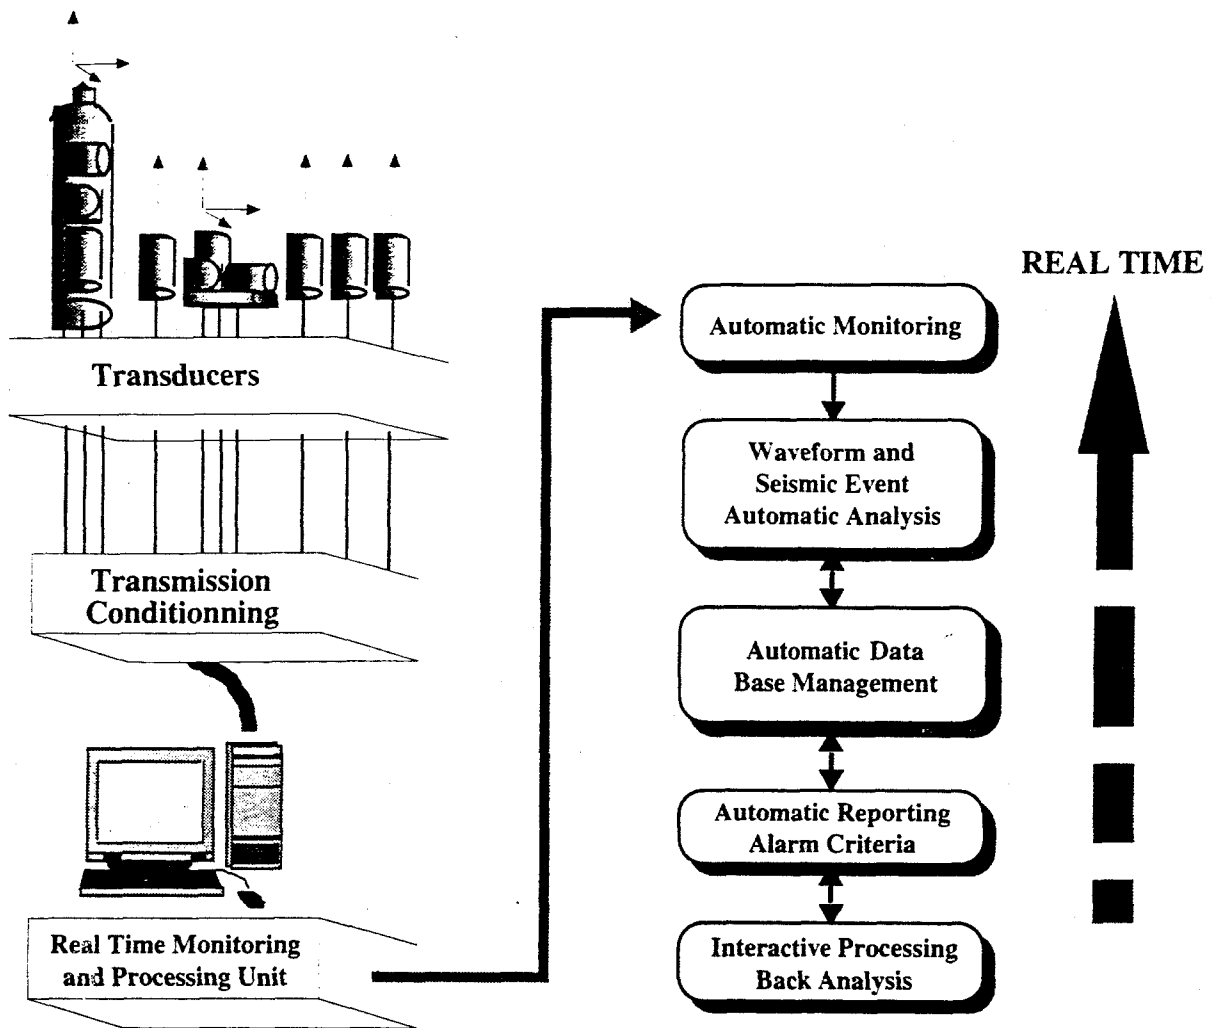 Transducers
Transmission
Conditionning
Real Time Monitoring
and Processing Unit
REAL TIME
Automatic Monitoring
Waveform and
Seismic Event
Automatic Analysis
Automatic Data
Base Management
Automatic Reporting
Alarm Criteria
Interactive Processing
Back Analysis